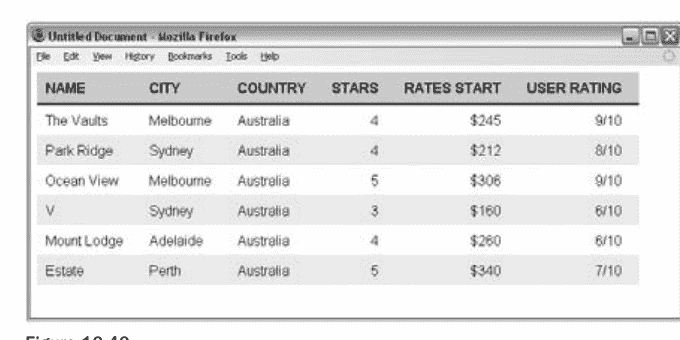 Untitled Document - Mozilla Firefox
File Edit View History Bookmarks Tools Help
NAME CITY COUNTRY STARS RATES START USER RATING
The Vaults Melbourne Australia 4 $245 9/10
Park Ridge Sydney Australia 4 $212 8/10
Ocean View Melbourne Australia 5 $306 9/10
V Sydney Australia 3 $160 6/10
Mount Lodge Adelaide Australia 4 $260 6/10
Estate Perth Australia 5 $340 7/10